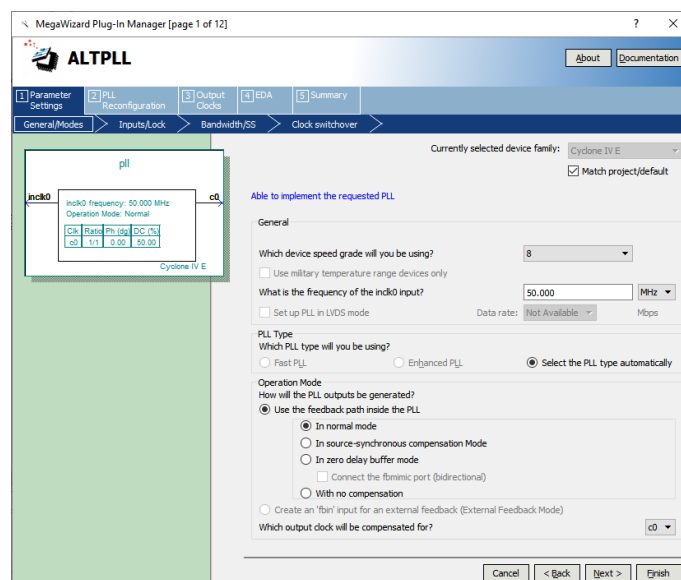 MegaWizard Plug-In Manager [page 1 of 12]
? X
ALTPLL
About Documentation
1 Parameter Settings 2 PLL Reconfiguration 3 Output Clocks 4 EDA 5 Summary
General/Modes Inputs/Lock Bandwidth/SS Clock switchover
Currently selected device family: Cyclone IV E
Match project/default
pll
inclk0 c0
inclk0 frequency: 50.000 MHz
Operation Mode: Normal
Clk Ratio Ph (dg) DC (%)
c0 1/1 0.00 50.00
Cyclone IV E
Able to implement the requested PLL
General
Which device speed grade will you be using? 8
Use military temperature range devices only
What is the frequency of the inclk0 input? 50.000 MHz
Set up PLL in LVDS mode Data rate: Not Available Mbps
PLL Type
Which PLL type will you be using?
Fast PLL Enhanced PLL Select the PLL type automatically
Operation Mode
How will the PLL outputs be generated?
Use the feedback path inside the PLL
In normal mode
In source-synchronous compensation Mode
In zero delay buffer mode
Connect the fbmimic port (bidirectional)
With no compensation
Create an 'fbin' input for an external feedback (External Feedback Mode)
Which output clock will be compensated for? c0
Cancel < Back Next > Finish